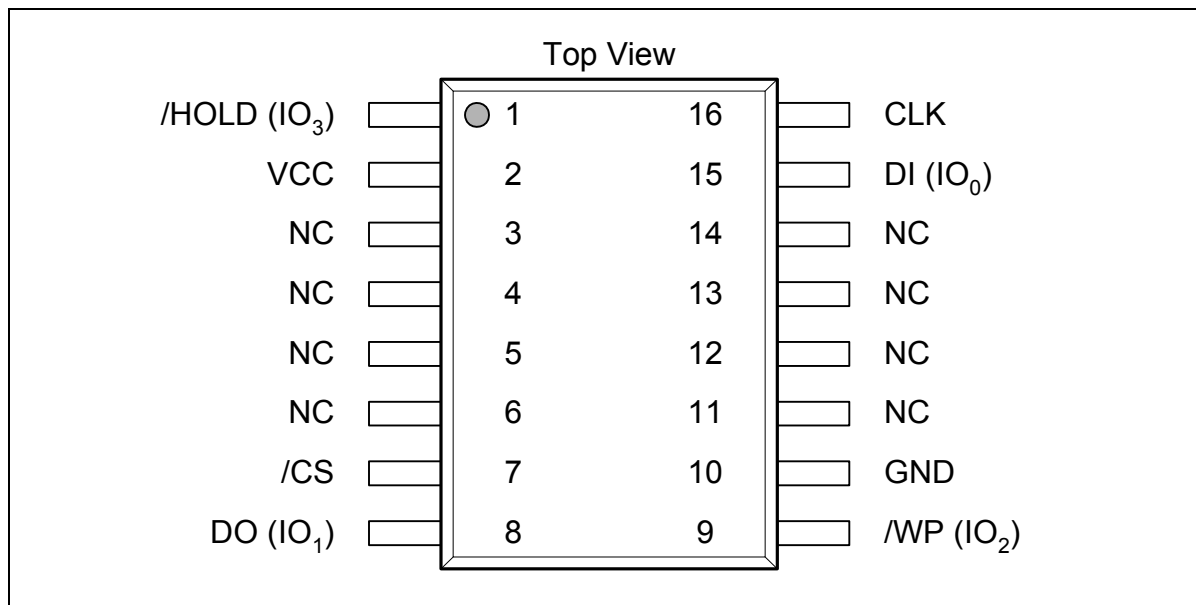 Top View
/HOLD (IO3) 1 16 CLK
VCC 2 15 DI (IO0)
NC 3 14 NC
NC 4 13 NC
NC 5 12 NC
NC 6 11 NC
/CS 7 10 GND
DO (IO1) 8 9 /WP (IO2)